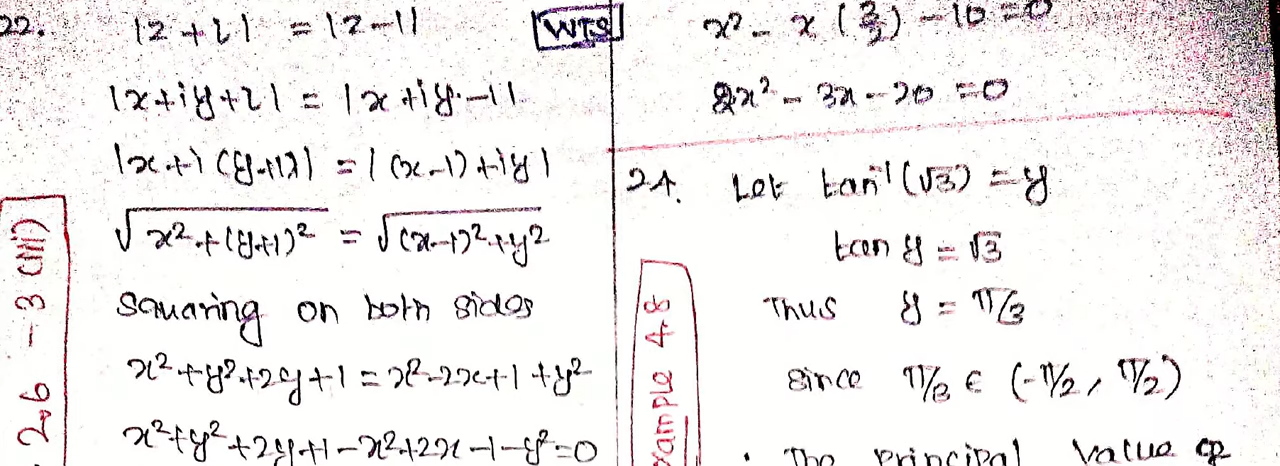 22. |z+i| = |z-1|
|x+iy+i| = |x+iy-1|
|x+i(y+1)| = |(x-1)+iy|
√x²+(y+1)² = √(x-1)²+y²
Squaring on both sides
x²+y²+2y+1 = x²-2x+1+y²
x²+y²+2y+1-x²+2x-1-y²=0
2.6 - 3 (iii)
WTS
x² - x (3/2) - 10 = 0
2x² - 3x - 20 = 0
24. Let tan⁻¹(√3) = y
tan y = √3
Thus y = π/3
Since π/3 ∈ (-π/2, π/2)
xample 4.8
. The Principal Value of